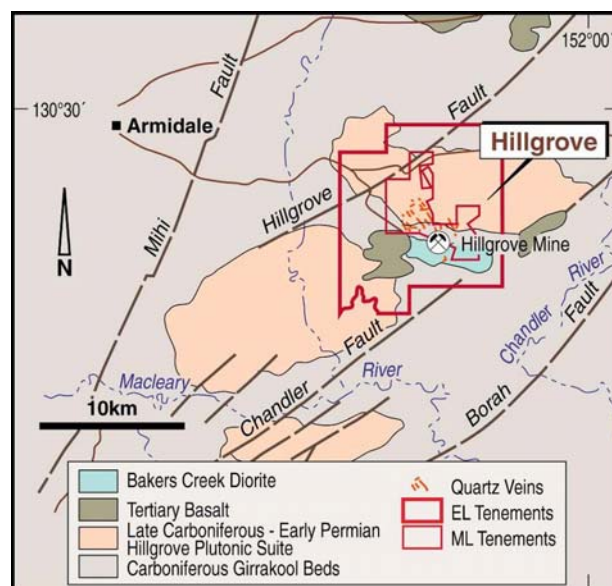 152°00'
130°30'
Armidale
Fault
Mihi
Fault
Hillgrove
Hillgrove
Hillgrove Mine
N
Chandler
River
Fault
Borah
Chandler
Fault
River
Macleary
10km
Bakers Creek Diorite
Tertiary Basalt
Late Carboniferous - Early Permian
Hillgrove Plutonic Suite
Carboniferous Girrakool Beds
Quartz Veins
EL Tenements
ML Tenements